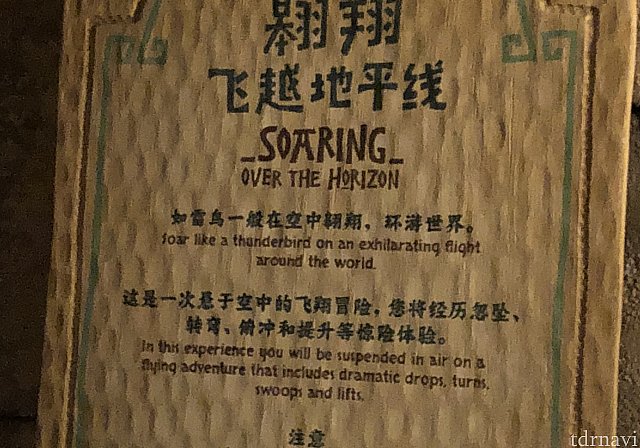 翱翔
飞越地平线
SOARING
OVER THE HORIZON
如雷鸟一般在空中翱翔，环游世界。
Soar like a thunderbird on an exhilarating flight
around the world.
这是一次悬于空中的飞翔冒险，您将经历忽坠、
转弯、俯冲和提升等惊险体验。
In this experience you will be suspended in air on a
flying adventure that includes dramatic drops, turns,
swoops and lifts.
注意
tdrnavi